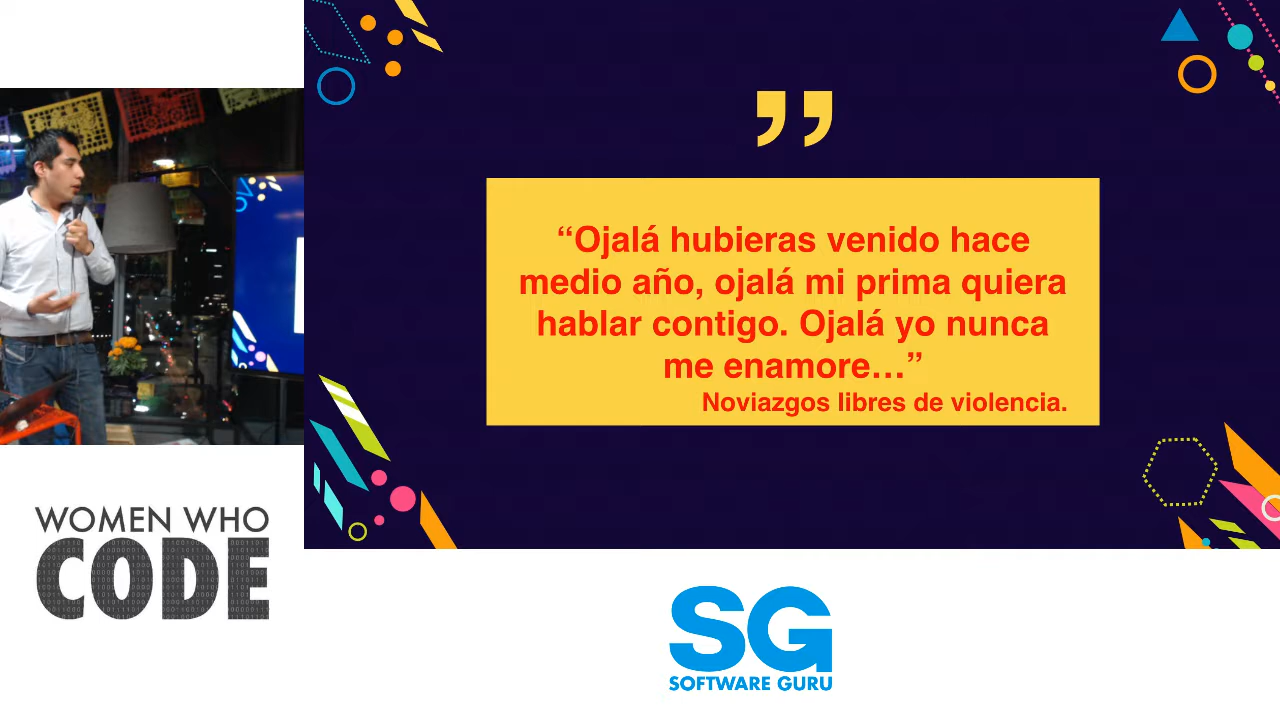 ”
“Ojalá hubieras venido hace
medio año, ojalá mi prima quiera
hablar contigo. Ojalá yo nunca
me enamore…”
Noviazgos libres de violencia.
WOMEN WHO
CODE
SG
SOFTWARE GURU